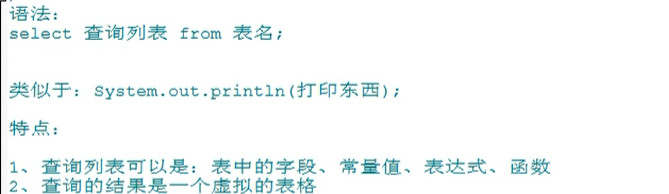 语法：
select 查询列表 from 表名;
类似于：System.out.println(打印东西);
特点：
1、查询列表可以是：表中的字段、常量值、表达式、函数
2、查询的结果是一个虚拟的表格